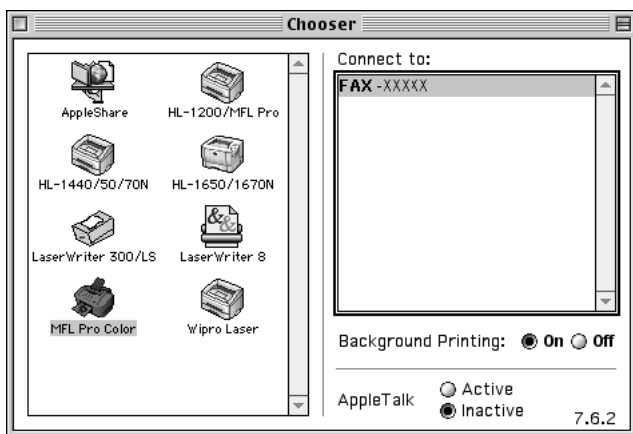 Chooser
AppleShare
HL-1200/MFL Pro
HL-1440/50/70N
HL-1650/1670N
LaserWriter 300/LS
LaserWriter 8
MFL Pro Color
Wipro Laser
Connect to:
FAX-XXXXX
Background Printing: On Off
AppleTalk
Active
Inactive
7.6.2